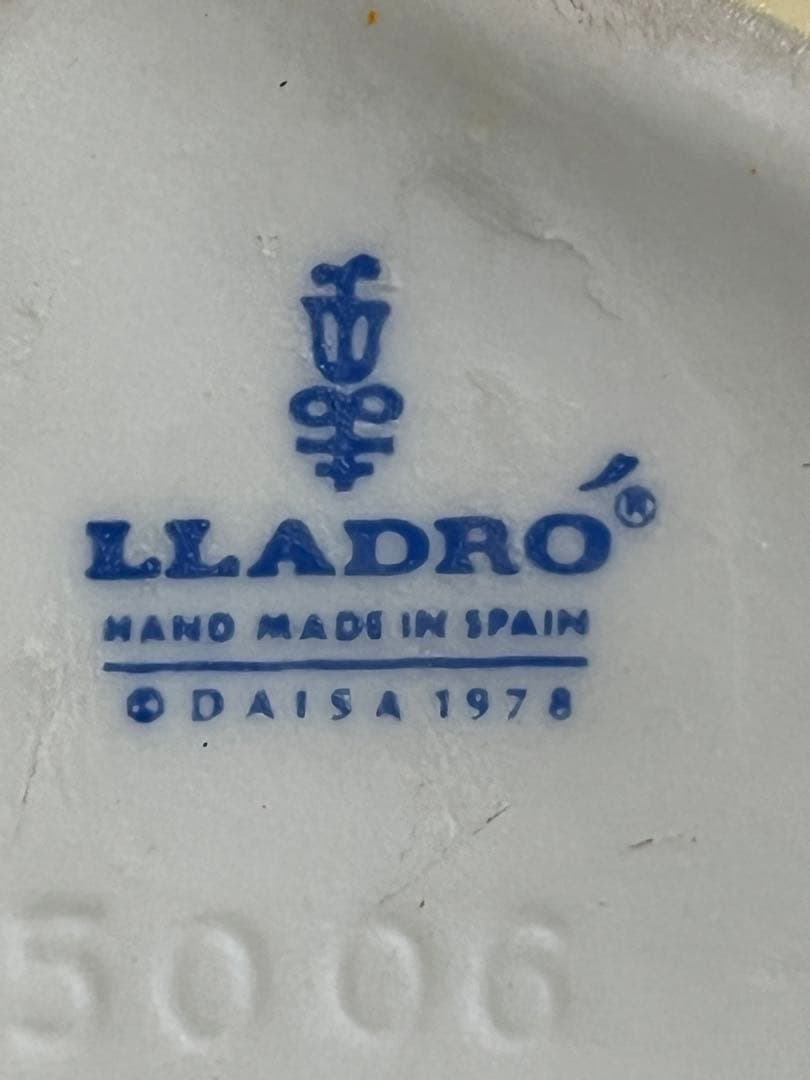 LLADRÓ®
HAND MADE IN SPAIN
© DAISA 1978
5006